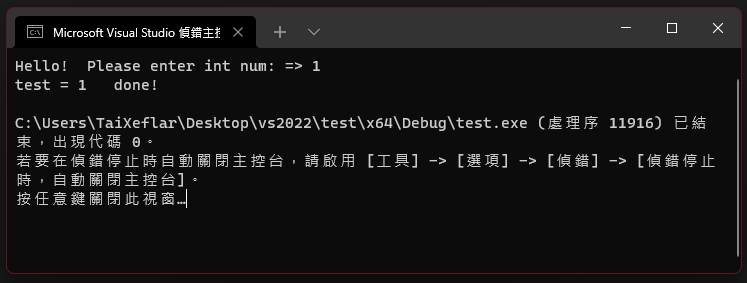 Microsoft Visual Studio 偵錯主控
Hello!  Please enter int num: => 1
test = 1   done!
C:\Users\TaiXeflar\Desktop\vs2022\test\x64\Debug\test.exe (處理序 11916) 已結
束，出現代碼 0。
若要在偵錯停止時自動關閉主控台，請啟用 [工具] -> [選項] -> [偵錯] -> [偵錯停止
時，自動關閉主控台]。
按任意鍵關閉此視窗…